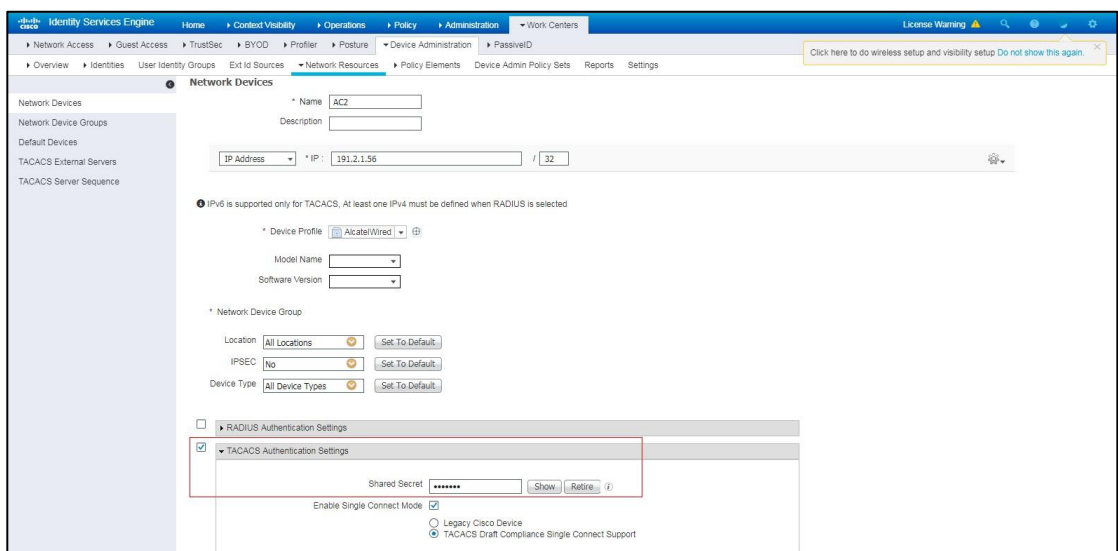 cisco Identity Services Engine Home Context Visibility Operations Policy Administration Work Centers License Warning
Network Access Guest Access TrustSec BYOD Profiler Posture Device Administration PassiveID
Click here to do wireless setup and visibility setup Do not show this again.
Overview Identities User Identity Groups Ext Id Sources Network Resources Policy Elements Device Admin Policy Sets Reports Settings
Network Devices
Network Device Groups
Default Devices
TACACS External Servers
TACACS Server Sequence
Network Devices
* Name AC2
Description
IP Address * IP : 191.2.1.56 / 32
IPv6 is supported only for TACACS, At least one IPv4 must be defined when RADIUS is selected
* Device Profile AlcatelWired
Model Name
Software Version
* Network Device Group
Location All Locations Set To Default
IPSEC No Set To Default
Device Type All Device Types Set To Default
RADIUS Authentication Settings
TACACS Authentication Settings
Shared Secret ••••••• Show Retire i
Enable Single Connect Mode
Legacy Cisco Device
TACACS Draft Compliance Single Connect Support